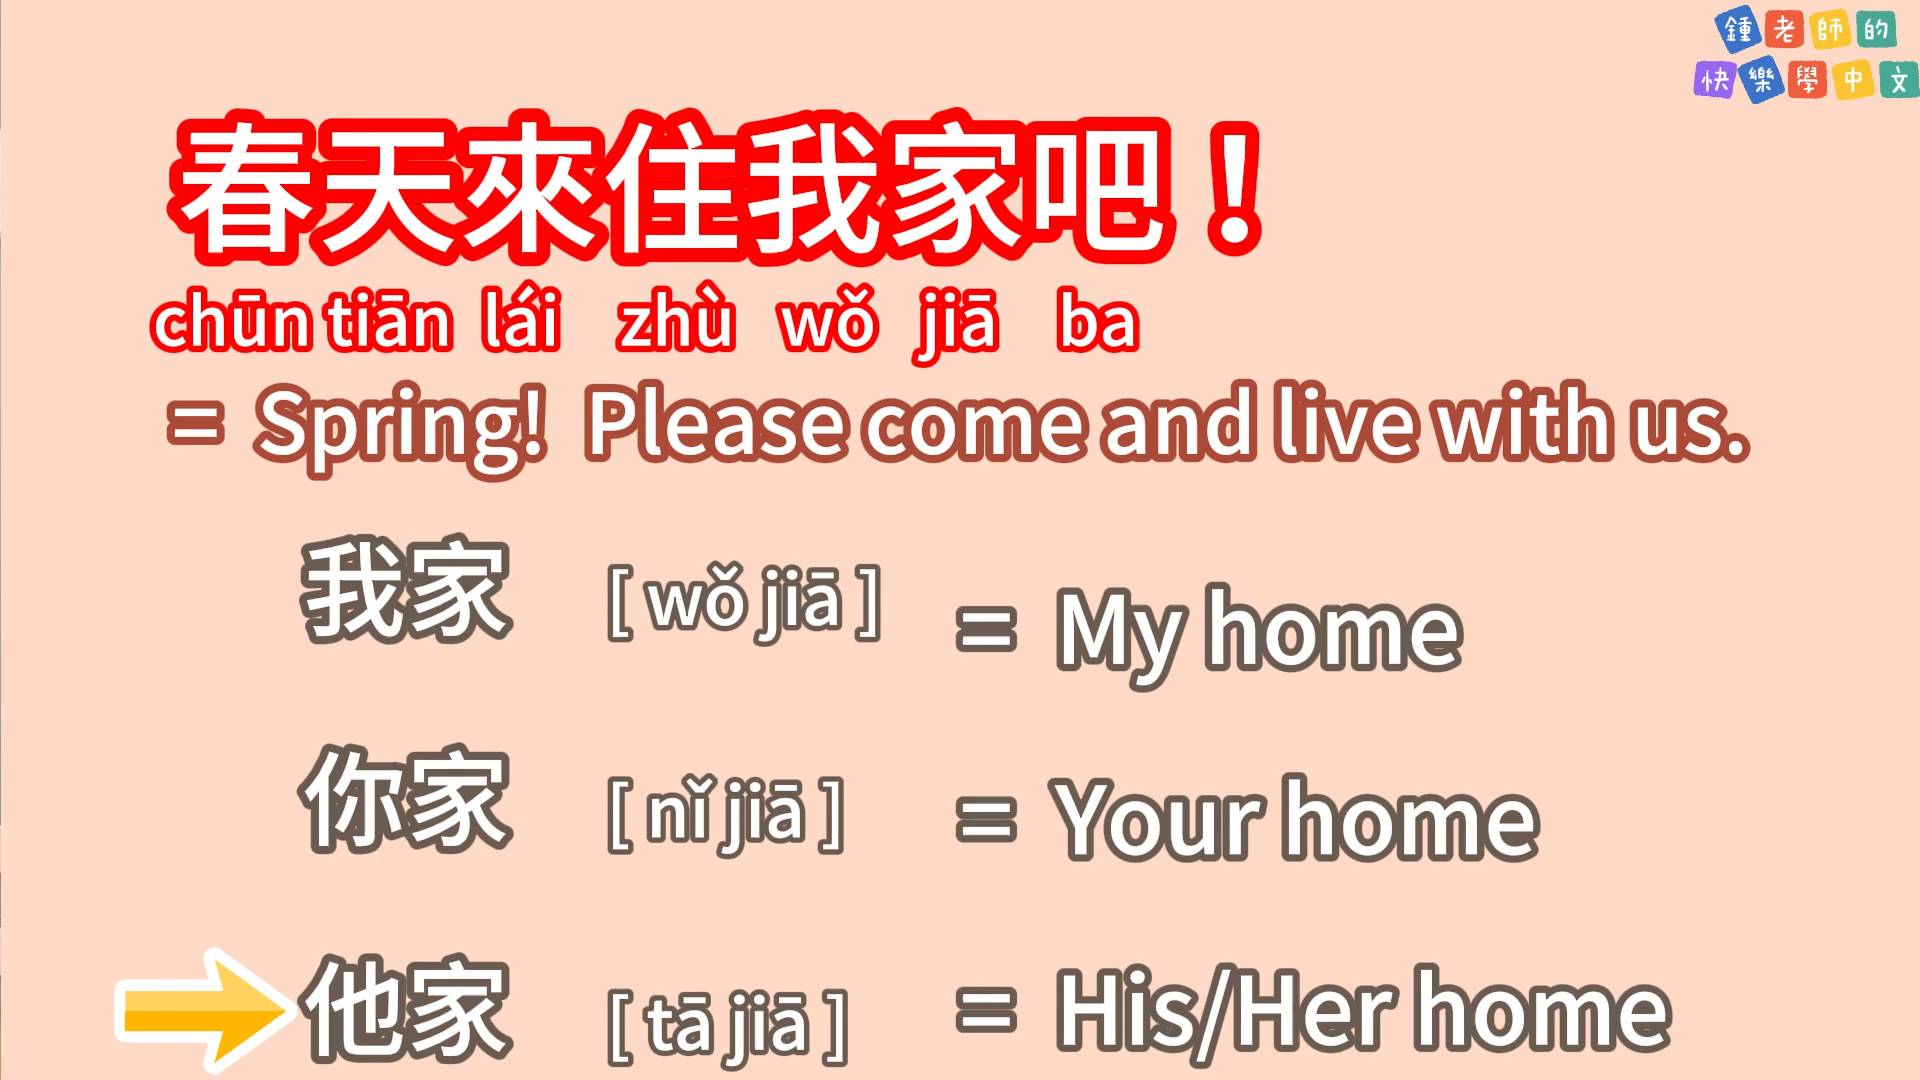 鍾老師的
快樂學中文
春天來住我家吧！
chūn tiān lái zhù wǒ jiā ba
= Spring! Please come and live with us.
我家 [ wǒ jiā ] = My home
你家 [ nǐ jiā ] = Your home
他家 [ tā jiā ] = His/Her home